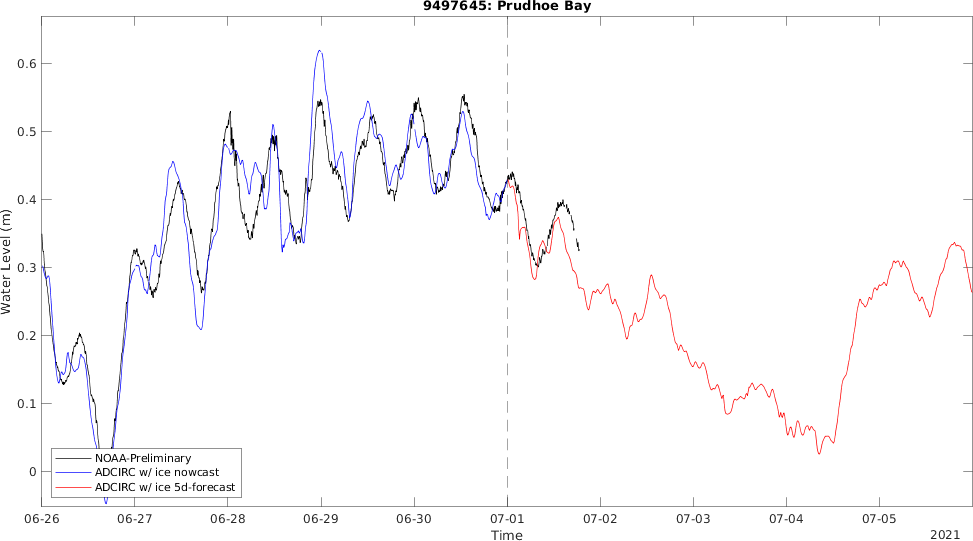 9497645: Prudhoe Bay
Water Level (m)
0.6
0.5
0.4
0.3
0.2
0.1
0
NOAA-Preliminary
ADCIRC w/ ice nowcast
ADCIRC w/ ice 5d-forecast
06-26 06-27 06-28 06-29 06-30 07-01 07-02 07-03 07-04 07-05
Time
2021